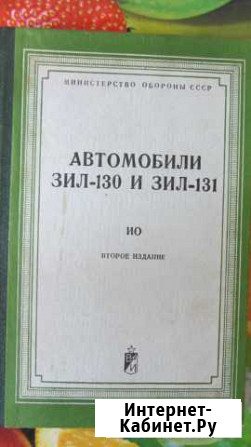 МИНИСТЕРСТВО ОБОРОНЫ СССР
АВТОМОБИЛИ
ЗИЛ-130 И ЗИЛ-131
ИО
ВТОРОЕ ИЗДАНИЕ
Интернет-
Кабинет.Ру